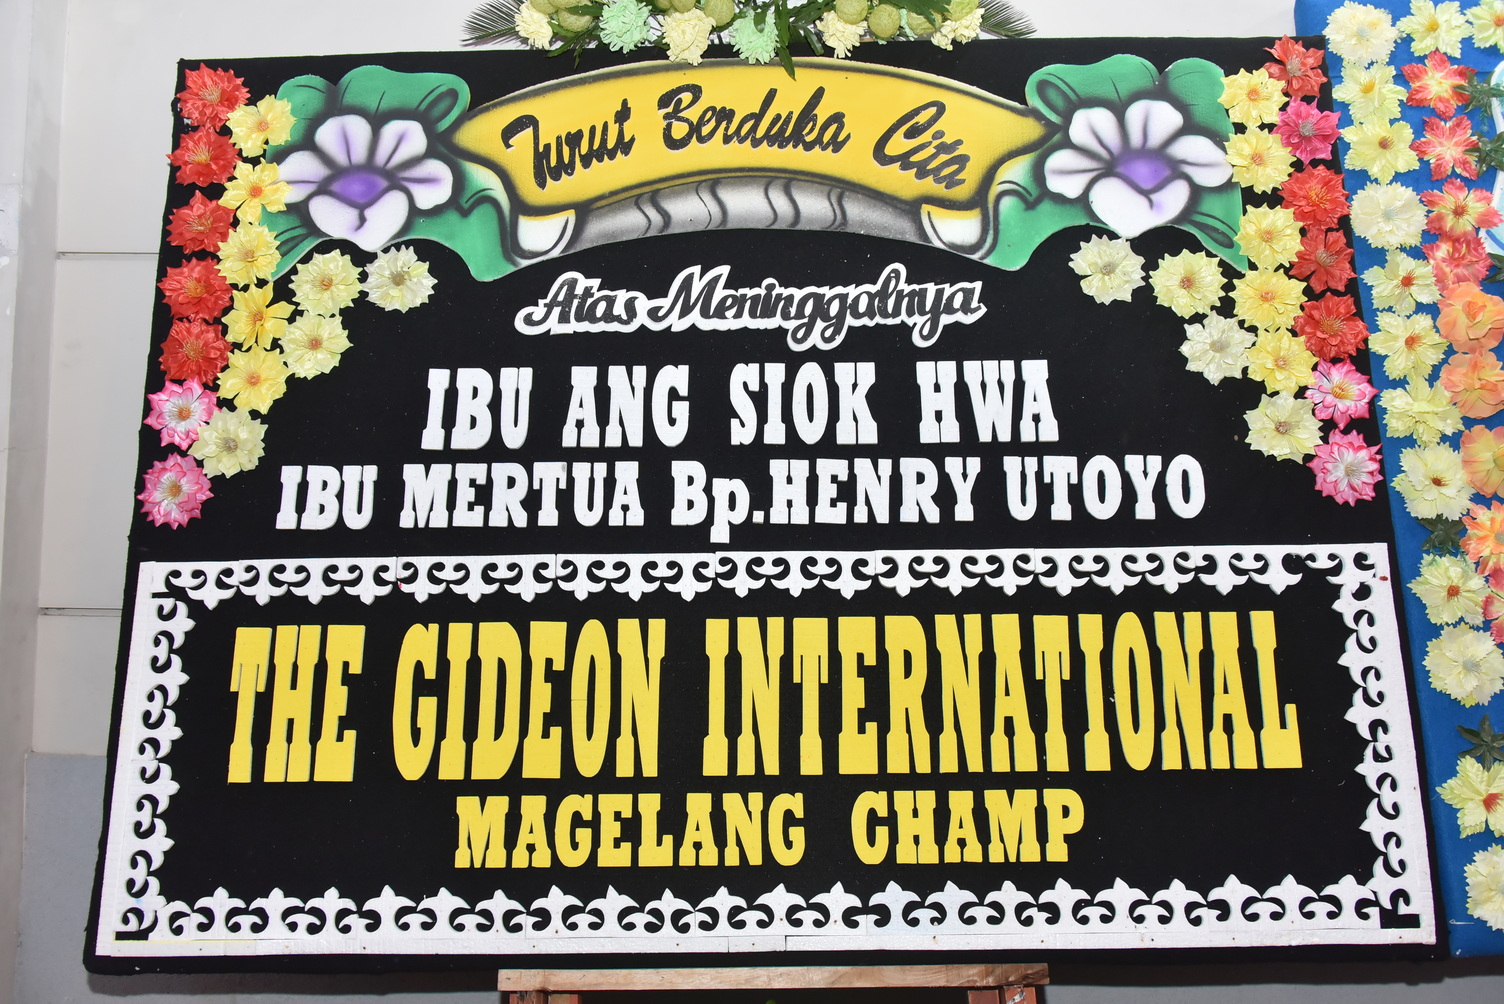 Turut Berduka Cita
Atas Meninggalnya
IBU ANG SIOK HWA
IBU MERTUA Bp.HENRY UTOYO
THE GIDEON INTERNATIONAL
MAGELANG CHAMP